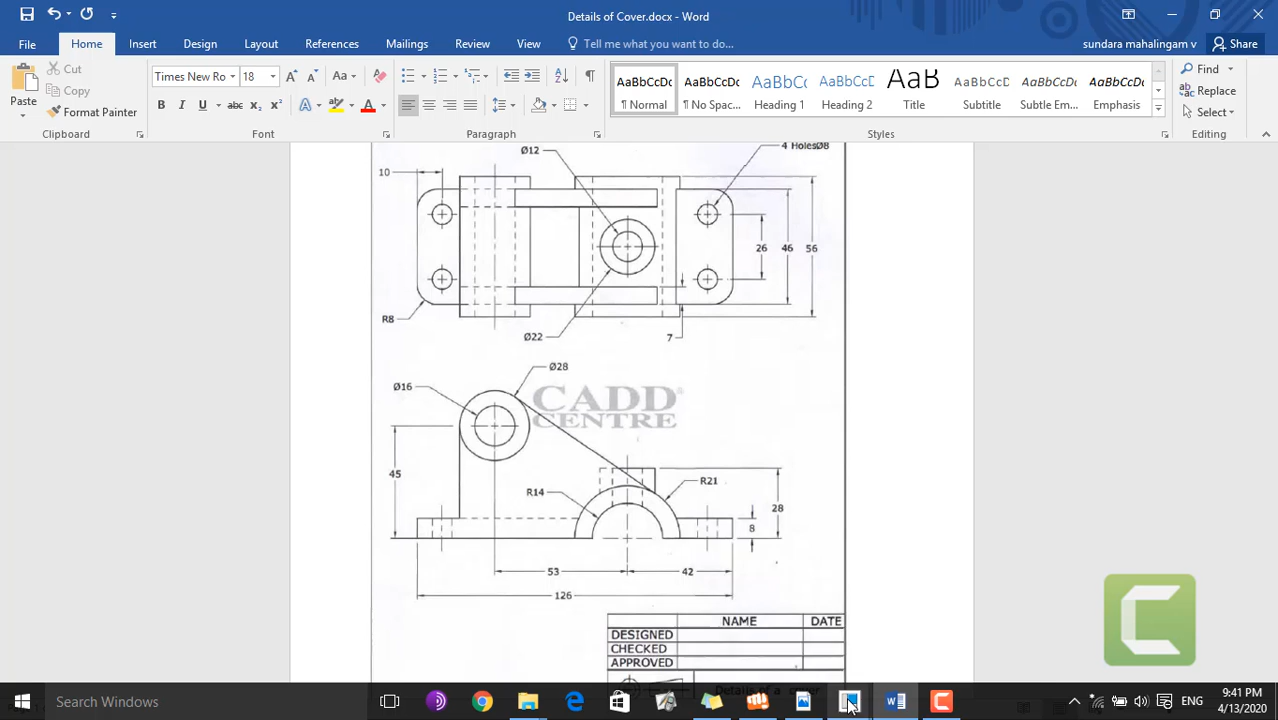 Details of Cover.docx - Word
File Home Insert Design Layout References Mailings Review View Tell me what you want to do... sundara mahalingam v Share
Paste Cut Copy Format Painter
Times New Ro 18
AaBbCcDc ¶ Normal
AaBbCcDc ¶ No Spac...
AaBbCc Heading 1
AaBbCcD Heading 2
AaB Title
AaBbCcD Subtitle
AaBbCcDc Subtle Em...
AaBbCcDc Emphasis
Find Replace Select
Clipboard Font Paragraph Styles Editing
Ø12
4 HolesØ8
10
26 46 56
R8
Ø22
7
Ø28
Ø16
CADD
CENTRE
45
R14
R21
28
8
53 42
126
NAME DATE
DESIGNED
CHECKED
APPROVED
Details of a cover
Search Windows
ENG
9:41 PM
4/13/2020